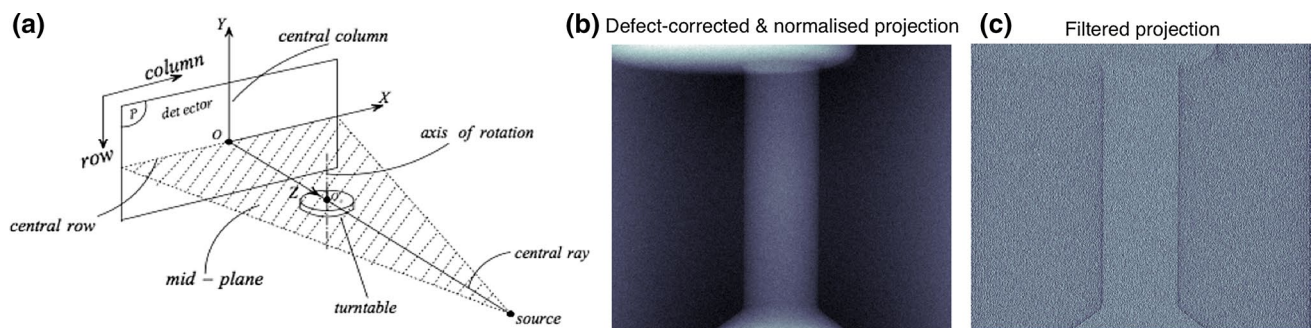 (a)
Y
central column
column
P
detector
X
O
axis of rotation
row
Z
O
central row
mid - plane
turntable
central ray
source
(b) Defect-corrected & normalised projection
(c) Filtered projection